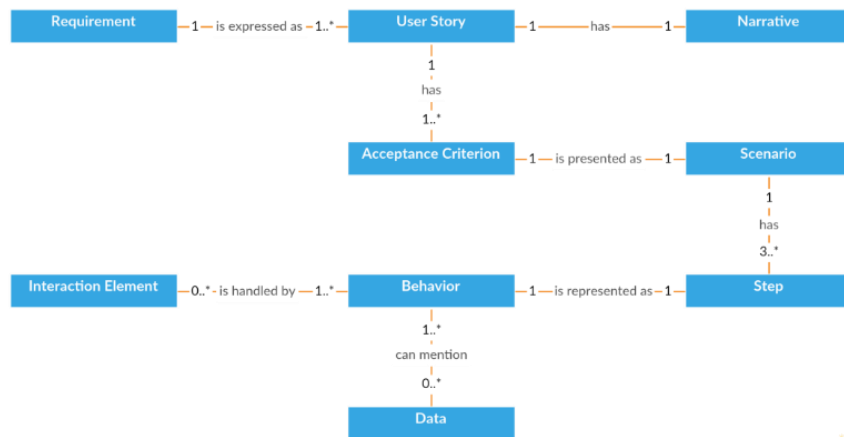 Requirement 1 is expressed as 1..* User Story 1 has 1 Narrative
1
has
1..*
Acceptance Criterion 1 is presented as 1 Scenario
1
has
3..*
Interaction Element 0..* is handled by 1..* Behavior 1 is represented as 1 Step
1..*
can mention
0..*
Data